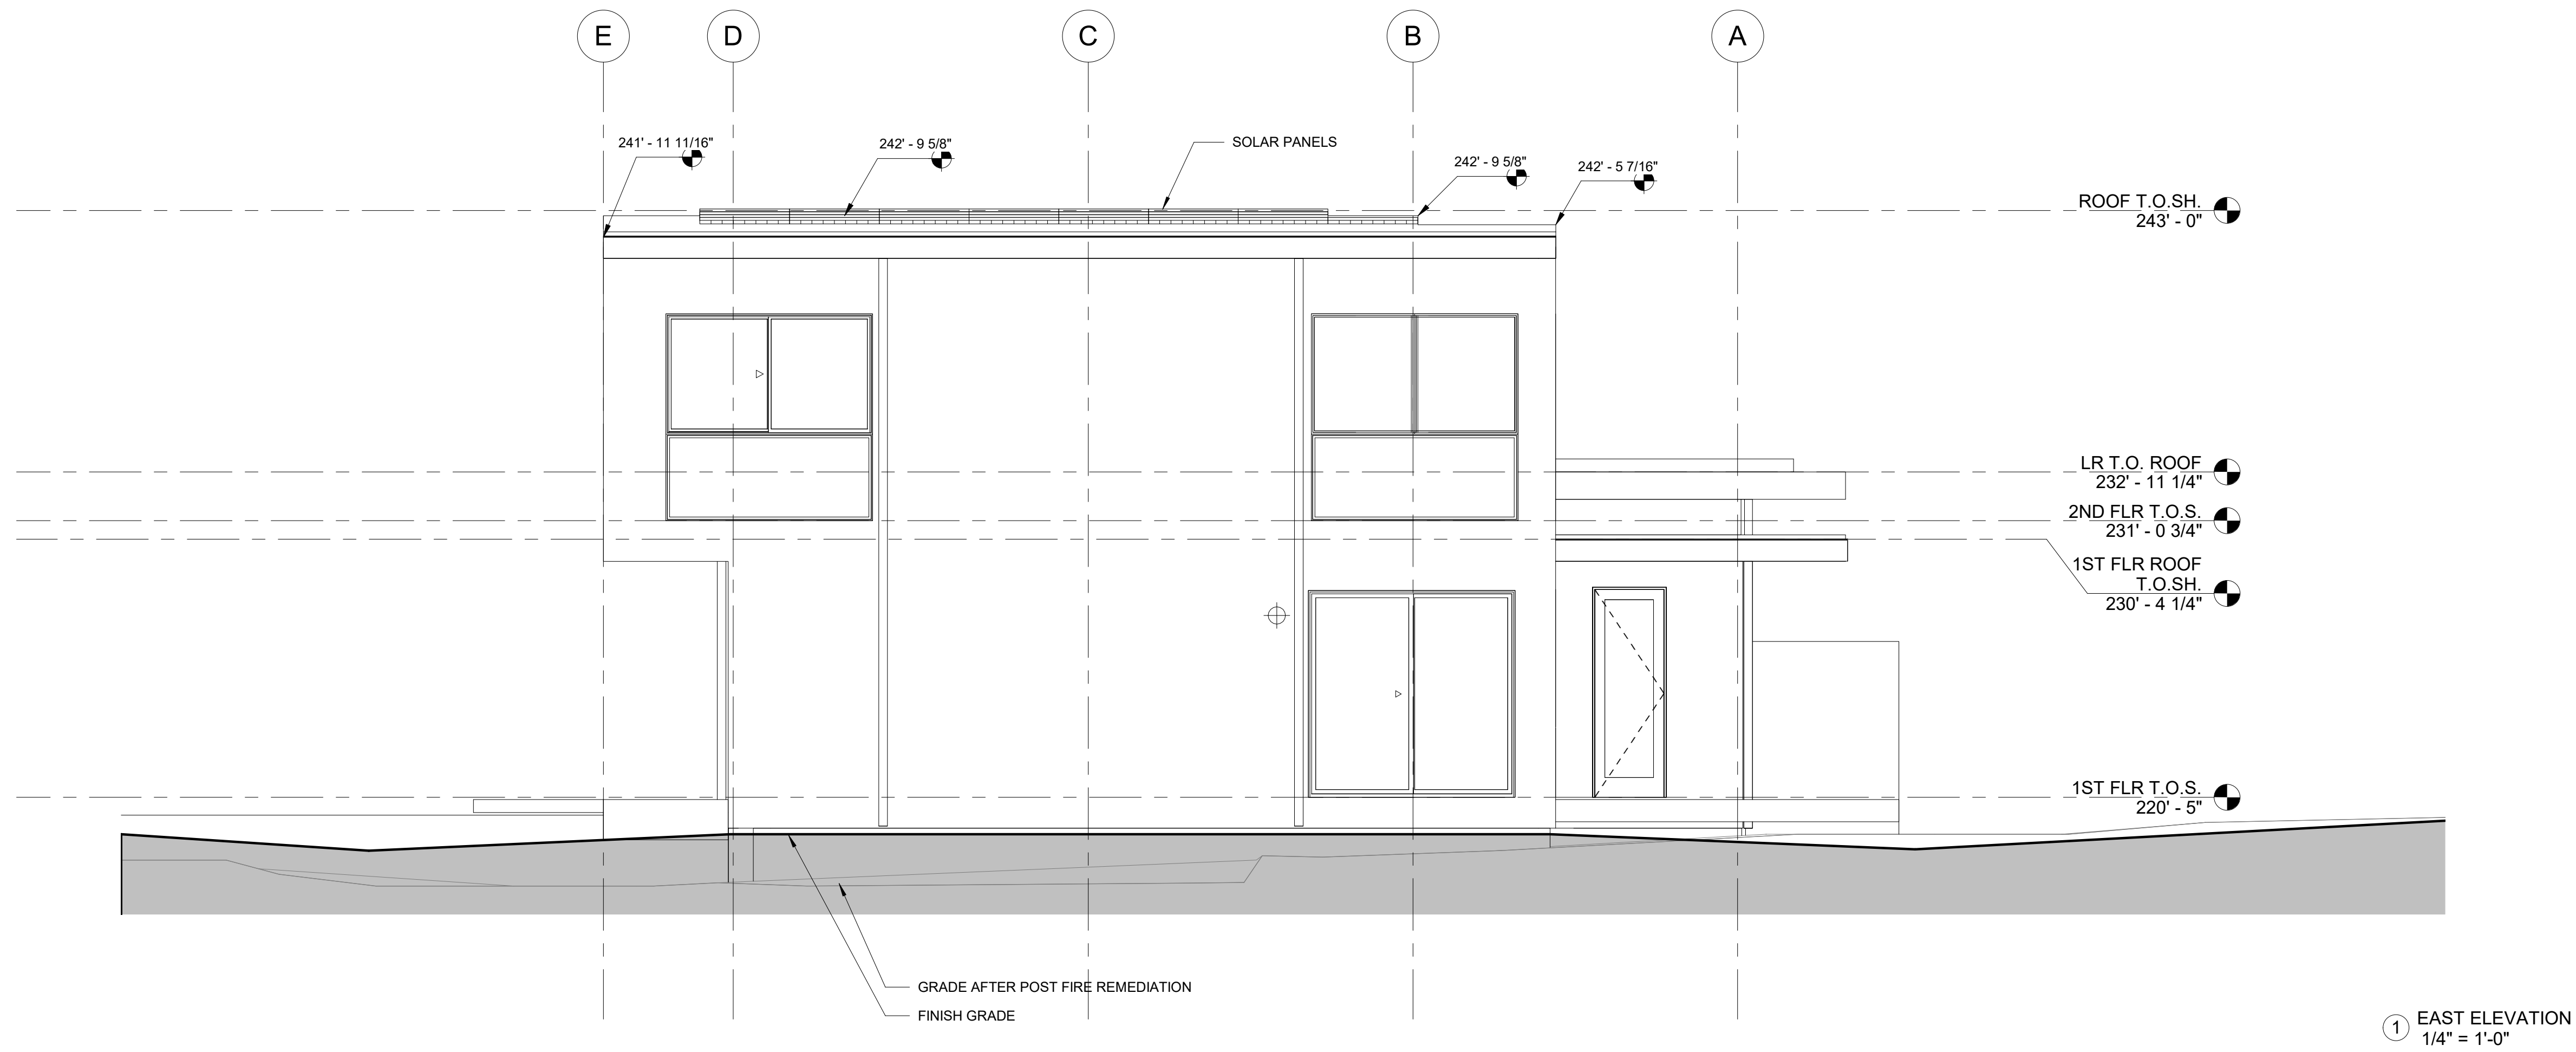 E
D
C
B
A
241' - 11 11/16"
242' - 9 5/8"
SOLAR PANELS
242' - 9 5/8"
242' - 5 7/16"
ROOF T.O.SH.
243' - 0"
LR T.O. ROOF
232' - 11 1/4"
2ND FLR T.O.S.
231' - 0 3/4"
1ST FLR ROOF
T.O.SH.
230' - 4 1/4"
1ST FLR T.O.S.
220' - 5"
GRADE AFTER POST FIRE REMEDIATION
FINISH GRADE
1 EAST ELEVATION
1/4" = 1'-0"